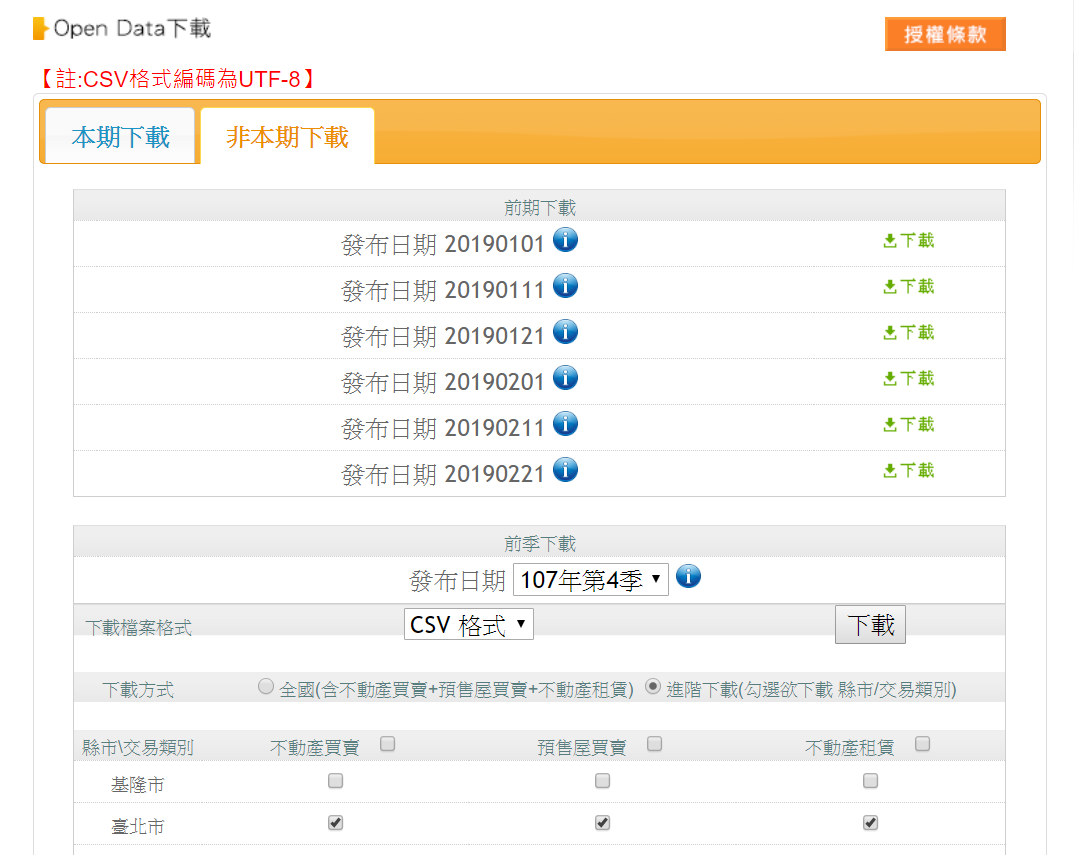 Open Data下載
授權條款
【註:CSV格式編碼為UTF-8】
本期下載 非本期下載
前期下載
發布日期 20190101 下載
發布日期 20190111 下載
發布日期 20190121 下載
發布日期 20190201 下載
發布日期 20190211 下載
發布日期 20190221 下載
前季下載
發布日期 107年第4季
下載檔案格式 CSV 格式 下載
下載方式 全國(含不動產買賣+預售屋買賣+不動產租賃) 進階下載(勾選欲下載 縣市/交易類別)
縣市\交易類別 不動產買賣 預售屋買賣 不動產租賃
基隆市
臺北市